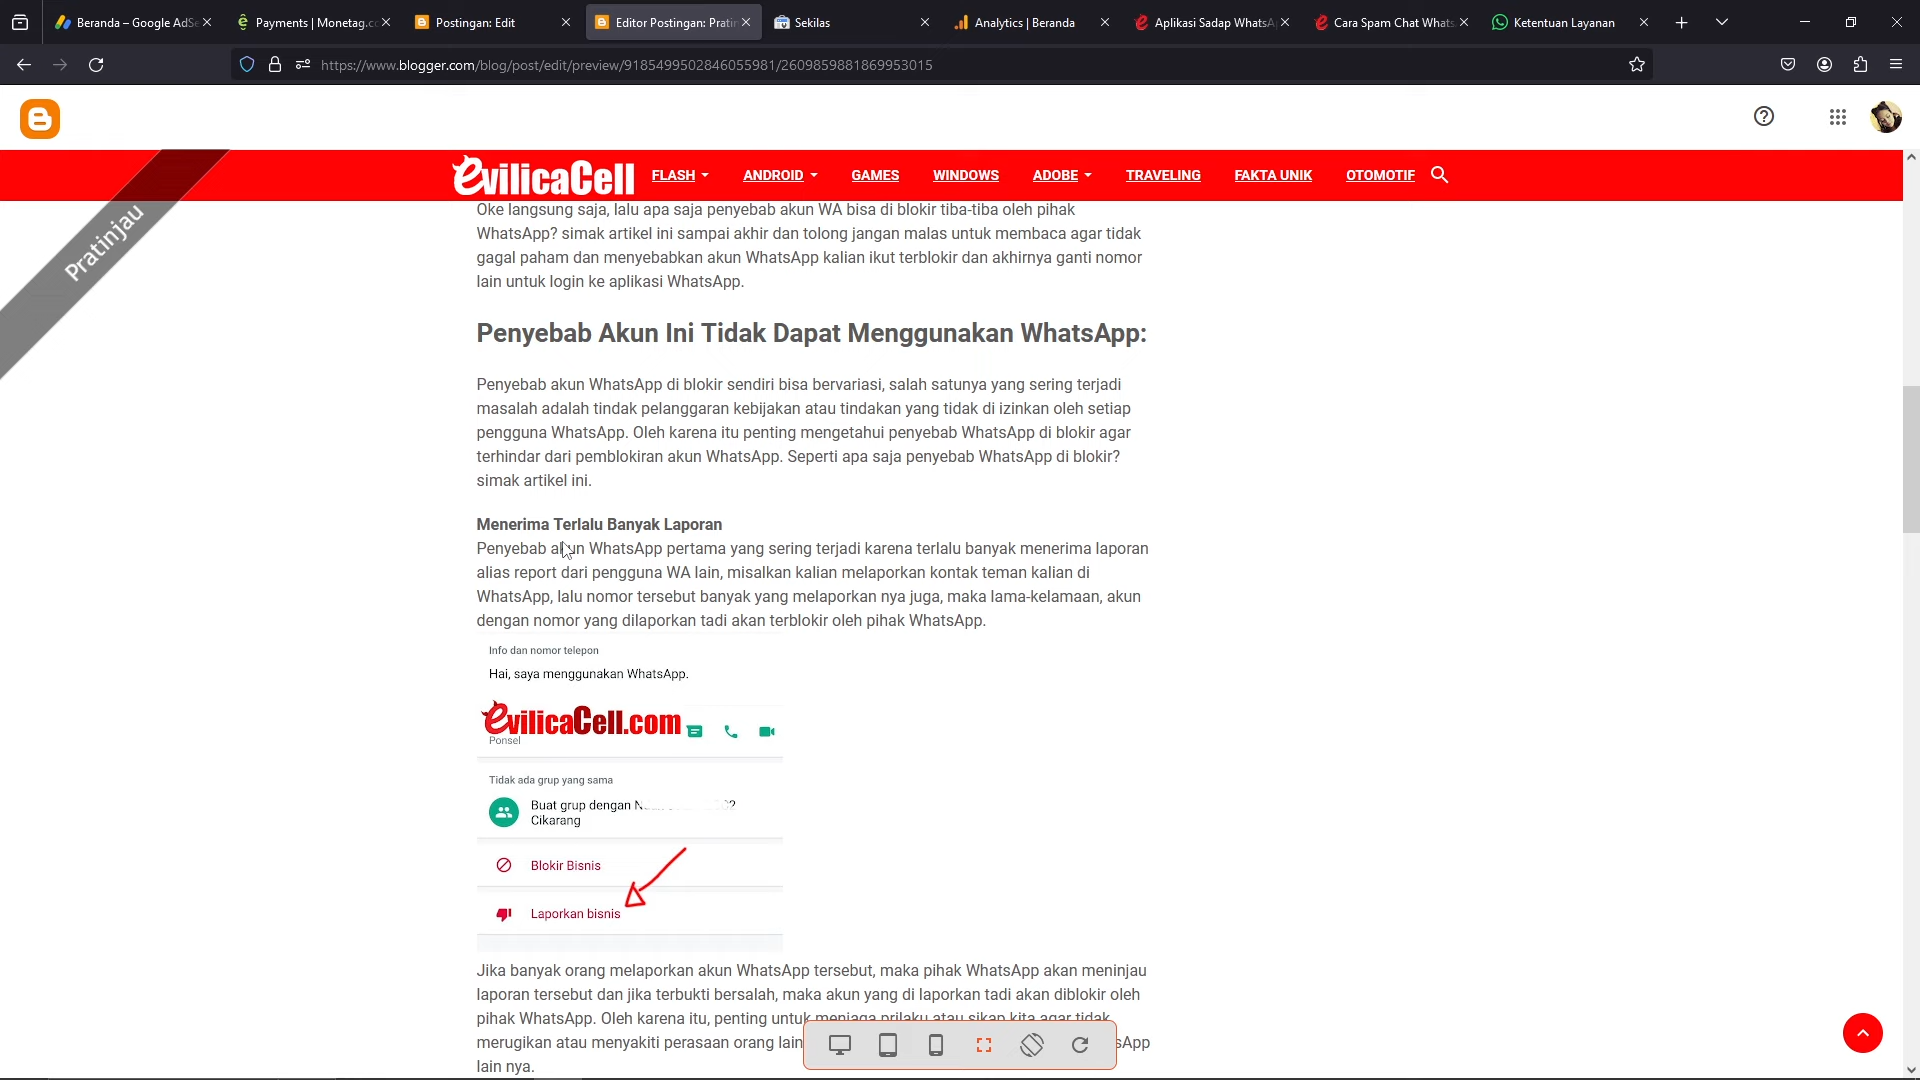 Beranda – Google AdSe
Payments | Monetag.co
Postingan: Edit
Editor Postingan: Pratin
Sekilas
Analytics | Beranda
Aplikasi Sadap WhatsA
Cara Spam Chat Whats
Ketentuan Layanan
https://www.blogger.com/blog/post/edit/preview/9185499502846055981/2609859881869953015
Pratinjau
evilicaCell
FLASH
ANDROID
GAMES
WINDOWS
ADOBE
TRAVELING
FAKTA UNIK
OTOMOTIF
Oke langsung saja, lalu apa saja penyebab akun WA bisa di blokir tiba-tiba oleh pihak
WhatsApp? simak artikel ini sampai akhir dan tolong jangan malas untuk membaca agar tidak
gagal paham dan menyebabkan akun WhatsApp kalian ikut terblokir dan akhirnya ganti nomor
lain untuk login ke aplikasi WhatsApp.
Penyebab Akun Ini Tidak Dapat Menggunakan WhatsApp:
Penyebab akun WhatsApp di blokir sendiri bisa bervariasi, salah satunya yang sering terjadi
masalah adalah tindak pelanggaran kebijakan atau tindakan yang tidak di izinkan oleh setiap
pengguna WhatsApp. Oleh karena itu penting mengetahui penyebab WhatsApp di blokir agar
terhindar dari pemblokiran akun WhatsApp. Seperti apa saja penyebab WhatsApp di blokir?
simak artikel ini.
Menerima Terlalu Banyak Laporan
Penyebab akun WhatsApp pertama yang sering terjadi karena terlalu banyak menerima laporan
alias report dari pengguna WA lain, misalkan kalian melaporkan kontak teman kalian di
WhatsApp, lalu nomor tersebut banyak yang melaporkan nya juga, maka lama-kelamaan, akun
dengan nomor yang dilaporkan tadi akan terblokir oleh pihak WhatsApp.
Info dan nomor telepon
Hai, saya menggunakan WhatsApp.
evilicaCell.com
Ponsel
Tidak ada grup yang sama
Buat grup dengan
Cikarang
Blokir Bisnis
Laporkan bisnis
Jika banyak orang melaporkan akun WhatsApp tersebut, maka pihak WhatsApp akan meninjau
laporan tersebut dan jika terbukti bersalah, maka akun yang di laporkan tadi akan diblokir oleh
pihak WhatsApp. Oleh karena itu, penting untuk menjaga prilaku atau sikap kita agar tidak
merugikan atau menyakiti perasaan orang lain
lain nya.